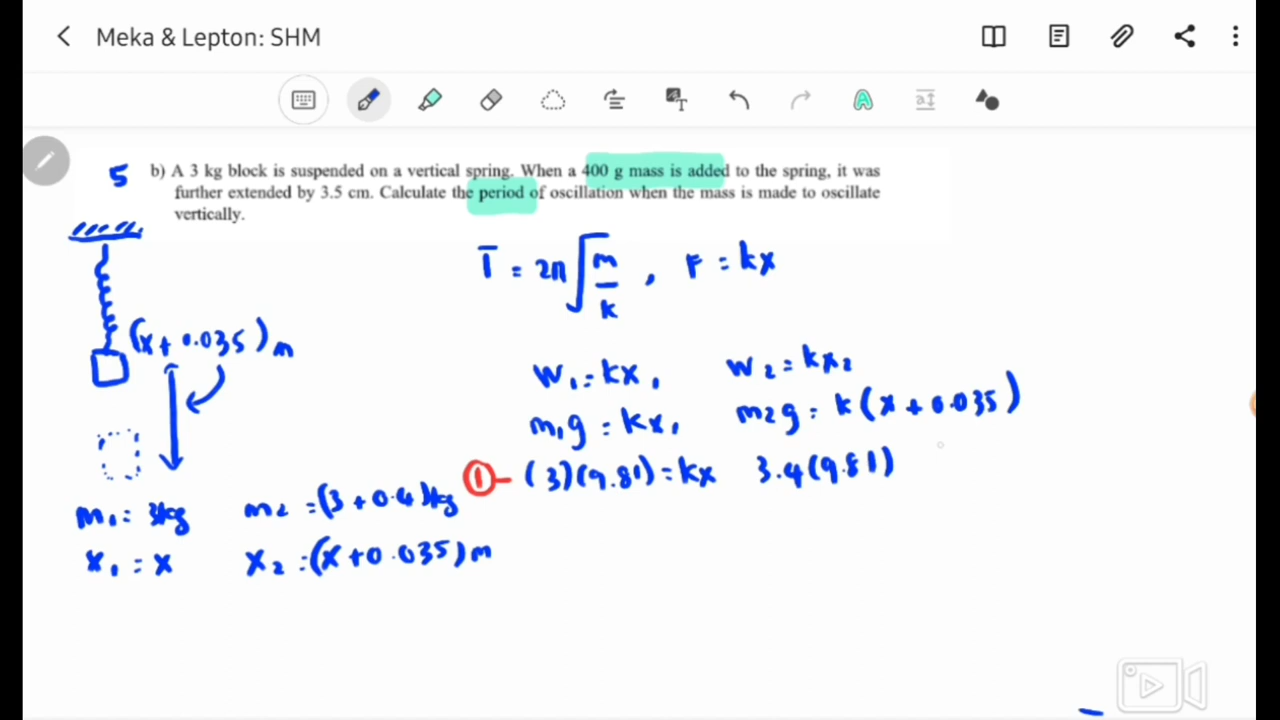 Meka & Lepton: SHM
5 b) A 3 kg block is suspended on a vertical spring. When a 400 g mass is added to the spring, it was
further extended by 3.5 cm. Calculate the period of oscillation when the mass is made to oscillate
vertically.
T = 2π√(m/k) , F = kx
(x + 0.035) m
W₁ = kx₁ W₂ = kx₂
m₁g = kx₁ m₂g = k(x + 0.035)
① – (3)(9.81) = kx 3.4(9.81)
m₁ = 3kg m₂ = (3 + 0.4)kg
x₁ = x x₂ = (x + 0.035) m